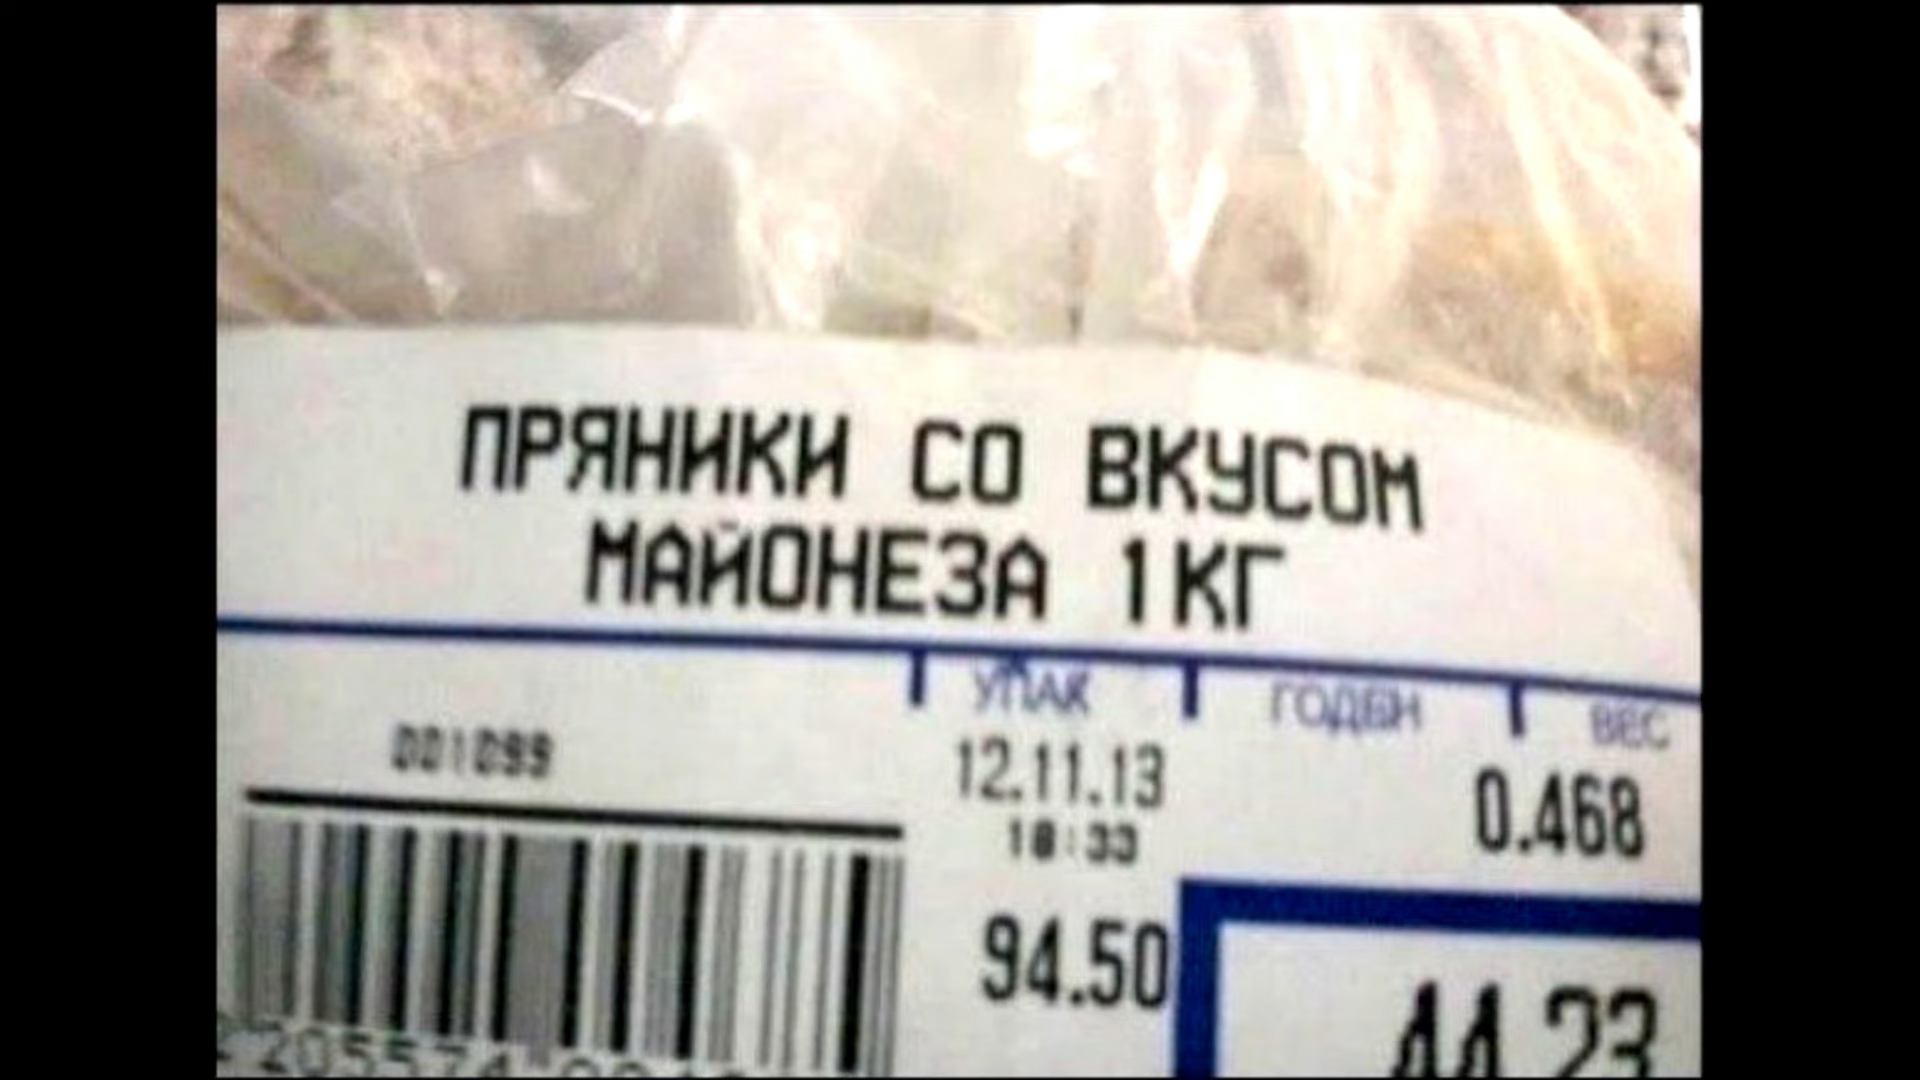 ПРЯНИКИ СО ВКУСОМ
МАЙОНЕЗА 1КГ
УПАК ГОДЕН ВЕС
001099
12.11.13 0.468
18:33
94.50
44.23